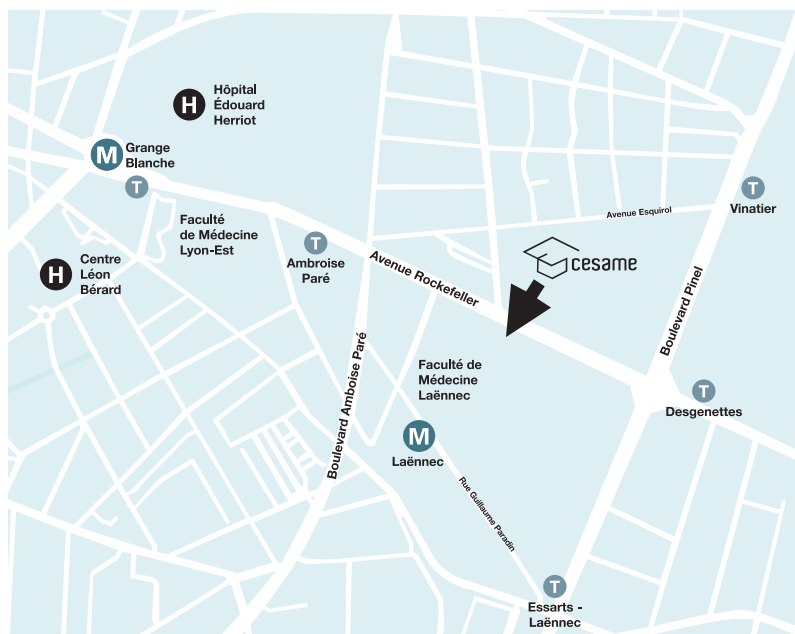 H
Hôpital
Édouard
Herriot
M
Grange
Blanche
T
Faculté
de Médecine
Lyon-Est
H
Centre
Léon
Bérard
T
Ambroise
Paré
Avenue Rockefeller
Avenue Esquirol
T
Vinatier
cesame
Boulevard Pinel
Boulevard Amboise Paré
Faculté de
Médecine
Laënnec
T
Desgenettes
M
Laënnec
Rue Guillaume Paradin
T
Essarts -
Laënnec